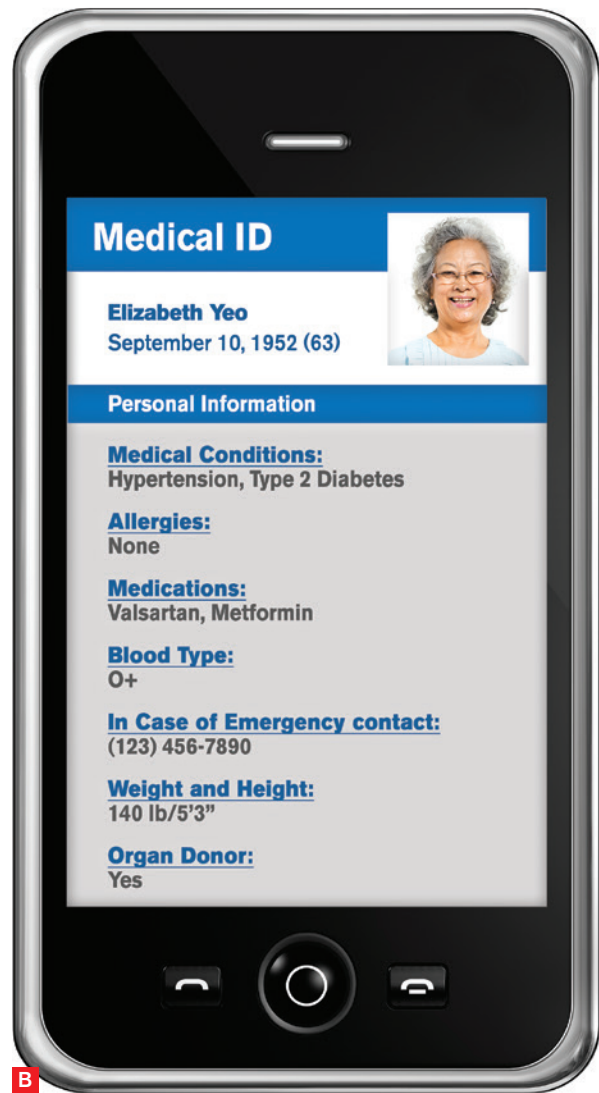 Medical ID
Elizabeth Yeo
September 10, 1952 (63)
Personal Information
Medical Conditions:
Hypertension, Type 2 Diabetes
Allergies:
None
Medications:
Valsartan, Metformin
Blood Type:
O+
In Case of Emergency contact:
(123) 456-7890
Weight and Height:
140 lb/5'3”
Organ Donor:
Yes
B